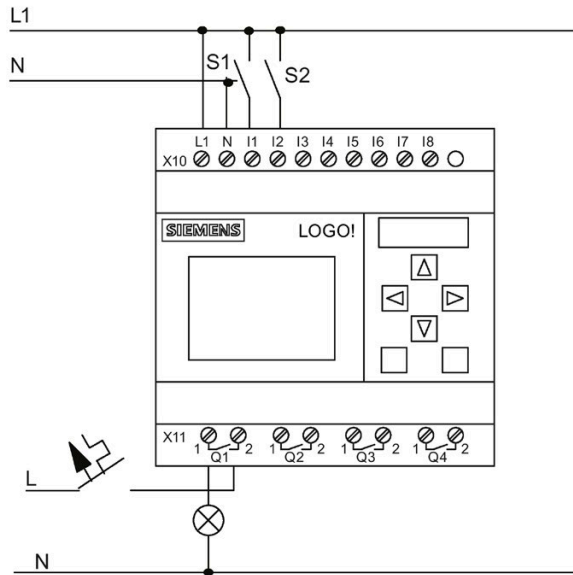 L1
N
S1 S2
L1 N I1 I2 I3 I4 I5 I6 I7 I8
X10
SIEMENS LOGO!
X11
1 2 1 2 1 2 1 2
Q1 Q2 Q3 Q4
L
N